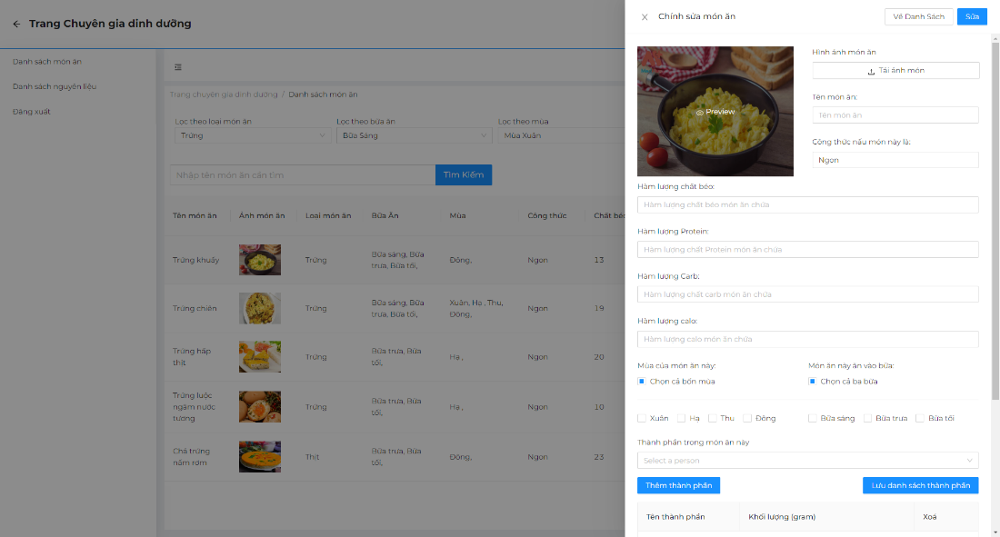 Trang Chuyên gia dinh dưỡng
Chỉnh sửa món ăn
Về Danh Sách
Sửa
Danh sách món ăn
Danh sách nguyên liệu
Đăng xuất
Trang chuyên gia dinh dưỡng / Danh sách món ăn
Lọc theo loại món ăn
Lọc theo bữa ăn
Lọc theo mùa
Trứng
Bữa Sáng
Mùa Xuân
Nhập tên món ăn cần tìm
Tìm Kiếm
Tên món ăn
Ảnh món ăn
Loại món ăn
Bữa Ăn
Mùa
Công thức
Chất béo
Trứng khuấy
Trứng
Bữa sáng, Bữa
trưa, Bữa tối,
Đông,
Ngon
13
Trứng chiên
Trứng
Bữa sáng, Bữa
trưa, Bữa tối,
Xuân, Hạ , Thu,
Đông,
Ngon
19
Trứng hấp
thịt
Trứng
Bữa trưa, Bữa
tối,
Hạ ,
Ngon
20
Trứng luộc
ngâm nước
tương
Trứng
Bữa trưa, Bữa
tối,
Hạ ,
Ngon
10
Chả trứng
nấm rơm
Thịt
Bữa trưa, Bữa
tối,
Đông,
Ngon
23
Preview
Hình ảnh món ăn
Tải ảnh món
Tên món ăn:
Tên món ăn
Công thức nấu món này là:
Ngon
Hàm lượng chất béo:
Hàm lượng chất béo món ăn chứa
Hàm lượng Protein:
Hàm lượng chất Protein món ăn chứa
Hàm lượng Carb:
Hàm lượng chất carb món ăn chứa
Hàm lượng calo:
Hàm lượng calo món ăn chứa
Mùa của món ăn này:
Món ăn này ăn vào bữa:
Chọn cả bốn mùa
Chọn cả ba bữa
Xuân
Hạ
Thu
Đông
Bữa sáng
Bữa trưa
Bữa tối
Thành phần trong món ăn này
Select a person
Thêm thành phần
Lưu danh sách thành phần
Tên thành phần
Khối lượng (gram)
Xoá